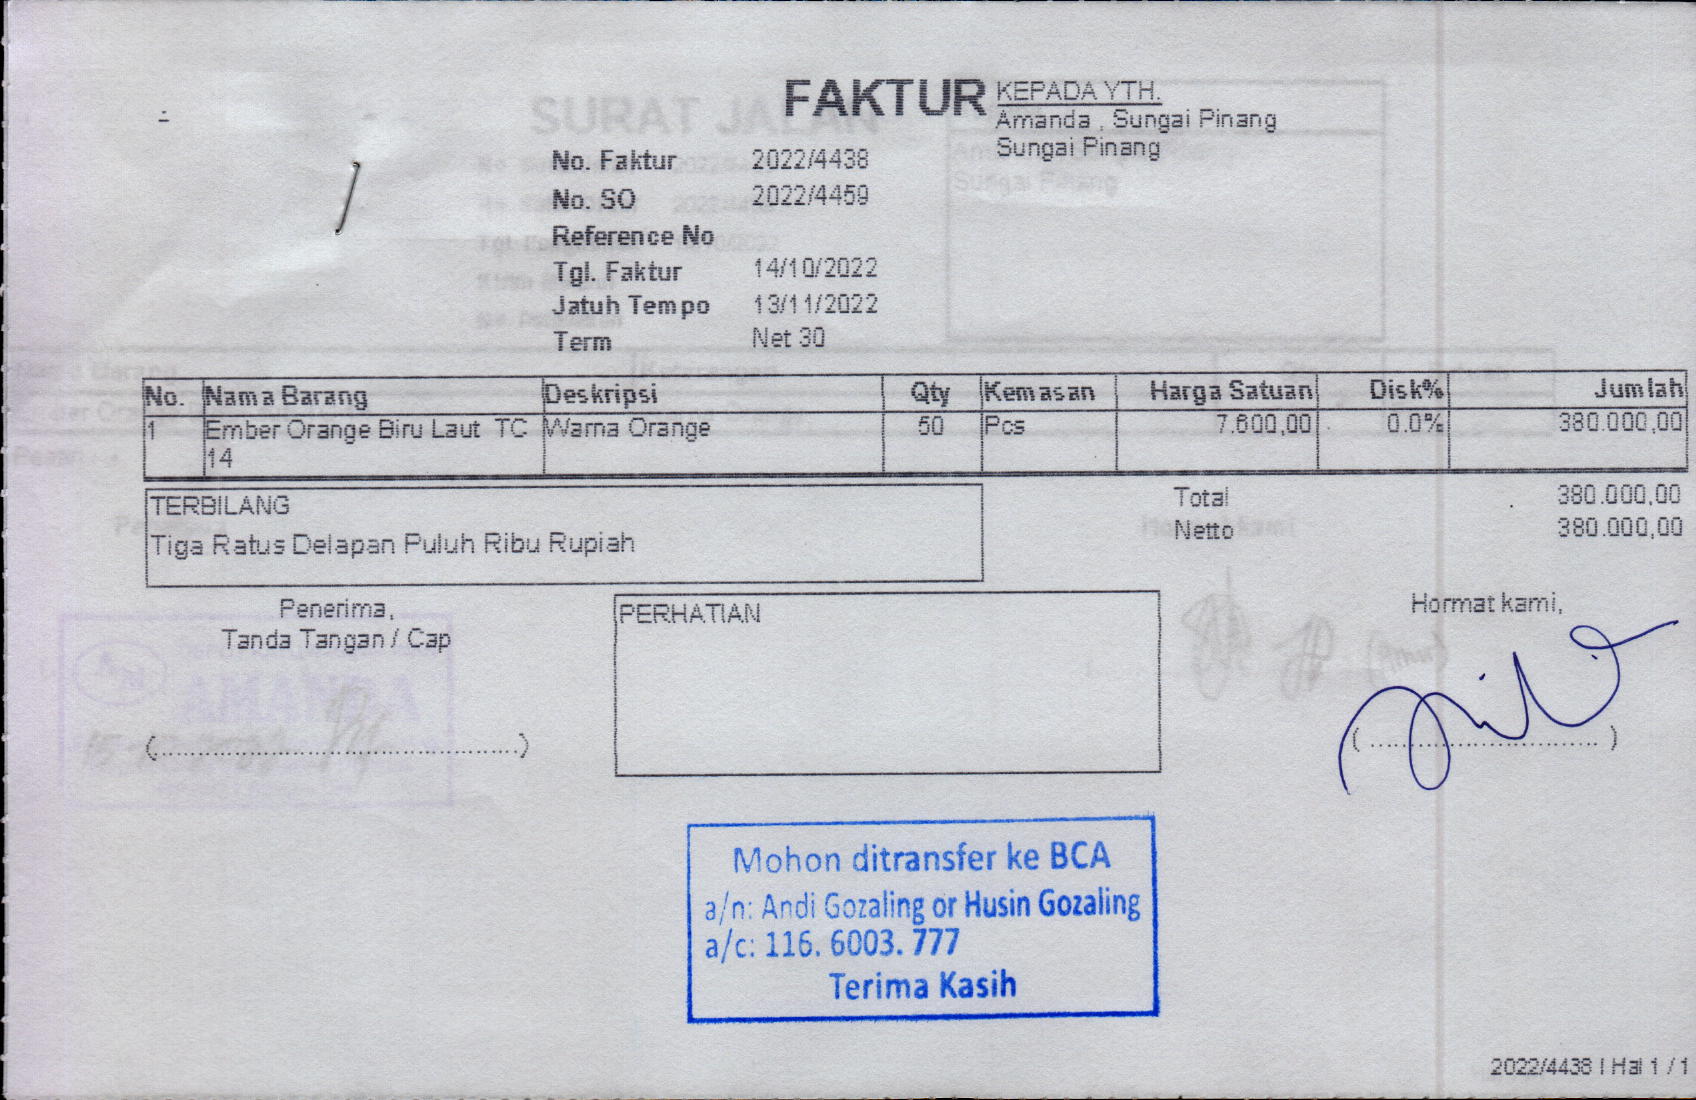 FAKTUR
KEPADA YTH.
Amanda , Sungai Pinang
Sungai Pinang
No. Faktur 2022/4438
No. SO 2022/4459
Reference No
Tgl. Faktur 14/10/2022
Jatuh Tempo 13/11/2022
Term Net 30
No. Nama Barang Deskripsi Qty Kemasan Harga Satuan Disk% Jumlah
1 Ember Orange Biru Laut TC Warna Orange 50 Pcs 7.600,00 0.0% 380.000,00
14
TERBILANG
Tiga Ratus Delapan Puluh Ribu Rupiah
Total 380.000,00
Netto 380.000,00
Penerima,
Tanda Tangan / Cap
PERHATIAN
Hormat kami,
(................................................)
( ............................. )
Mohon ditransfer ke BCA
a/n: Andi Gozaling or Husin Gozaling
a/c: 116. 6003. 777
Terima Kasih
2022/4438 | Hal 1 / 1
SURAT JALAN
AMANDA